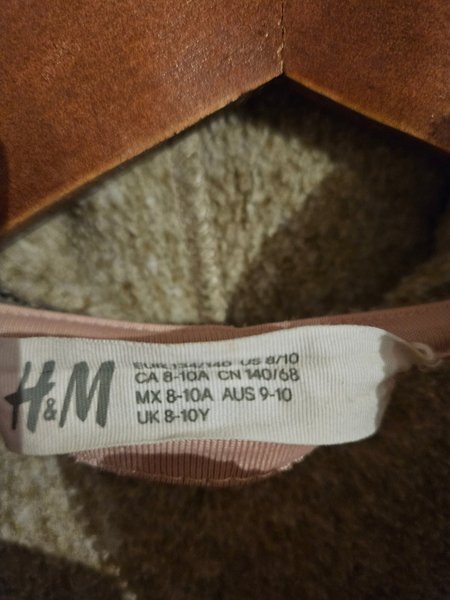 H&M
EUR 134/140 US 8/10
CA 8-10A CN 140/68
MX 8-10A AUS 9-10
UK 8-10Y